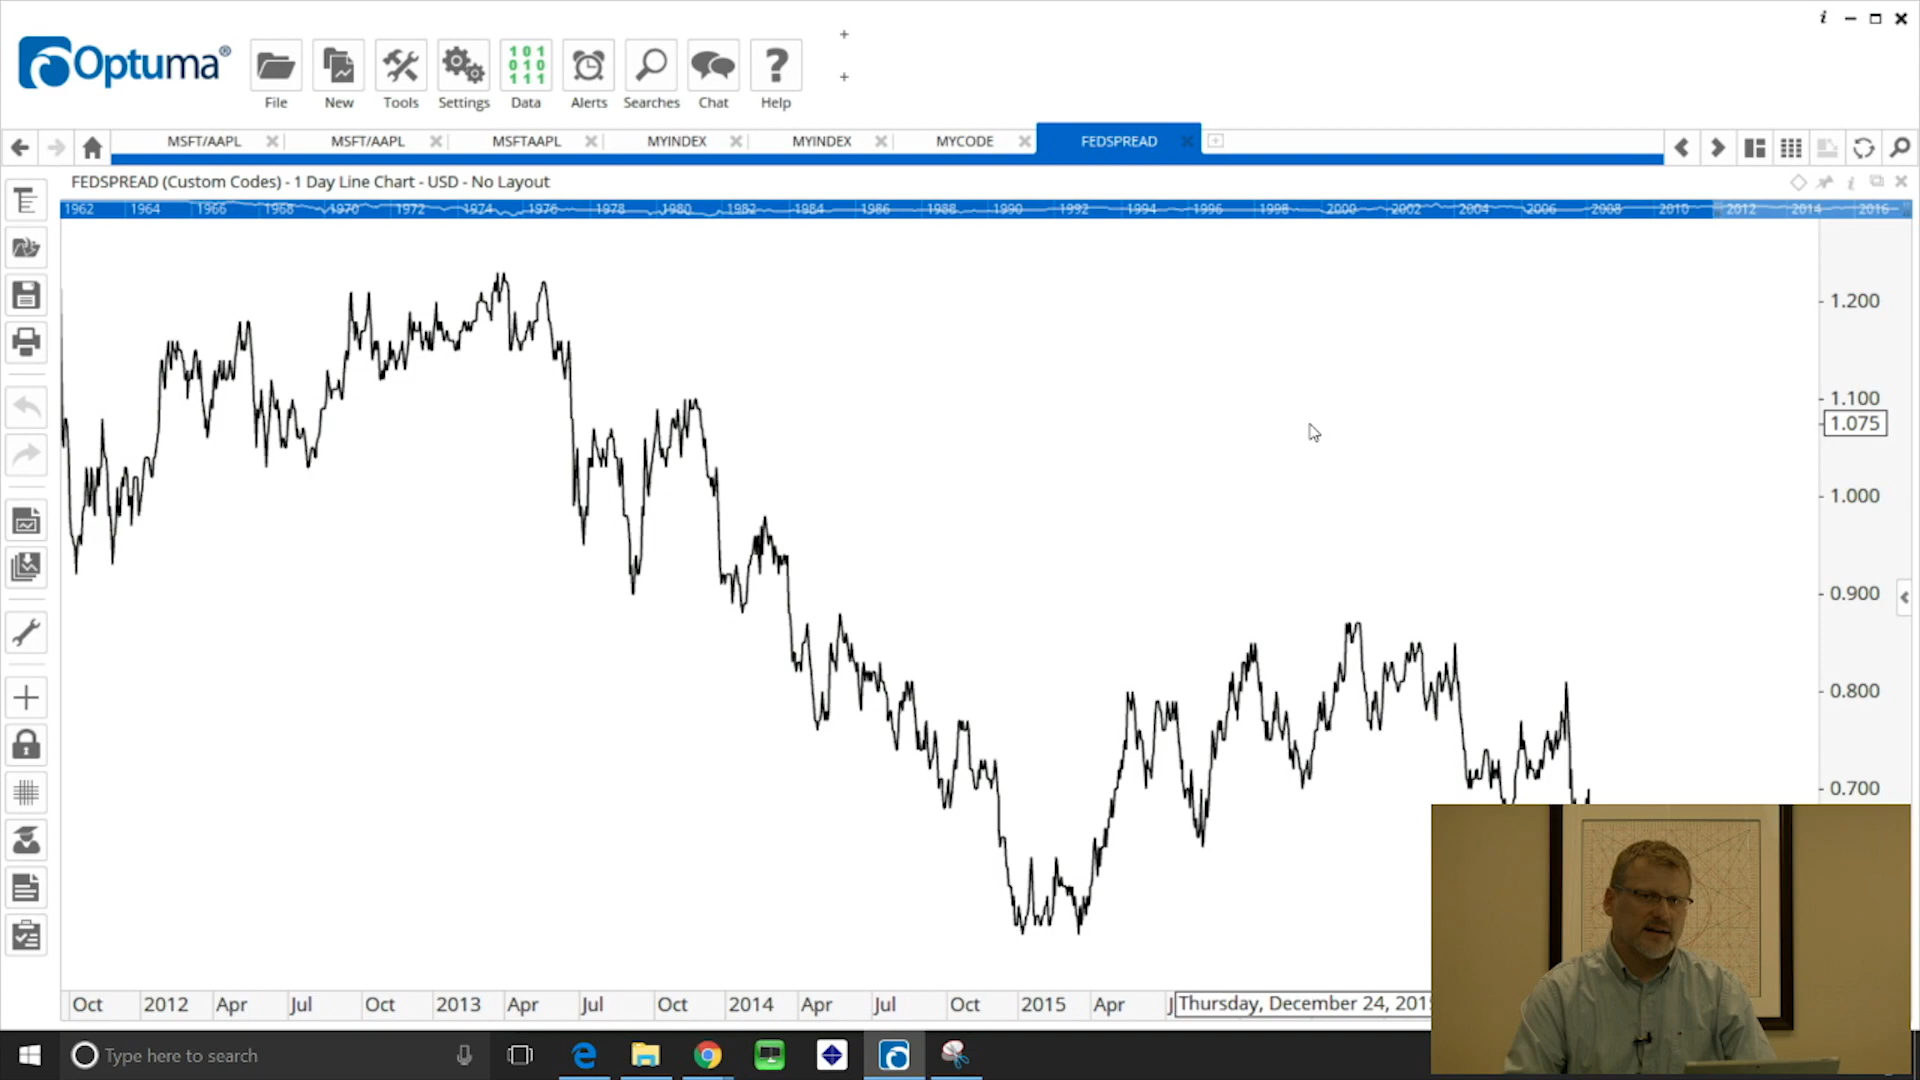 Optuma®
File New Tools Settings Data Alerts Searches Chat Help
MSFT/AAPL MSFT/AAPL MSFTAAPL MYINDEX MYINDEX MYCODE FEDSPREAD
FEDSPREAD (Custom Codes) - 1 Day Line Chart - USD - No Layout
1962 1964 1966 1968 1970 1972 1974 1976 1978 1980 1982 1984 1986 1988 1990 1992 1994 1996 1998 2000 2002 2004 2006 2008 2010 2012 2014 2016
1.200
1.100
1.075
1.000
0.900
0.800
0.700
Oct 2012 Apr Jul Oct 2013 Apr Jul Oct 2014 Apr Jul Oct 2015 Apr J Thursday, December 24, 201
Type here to search